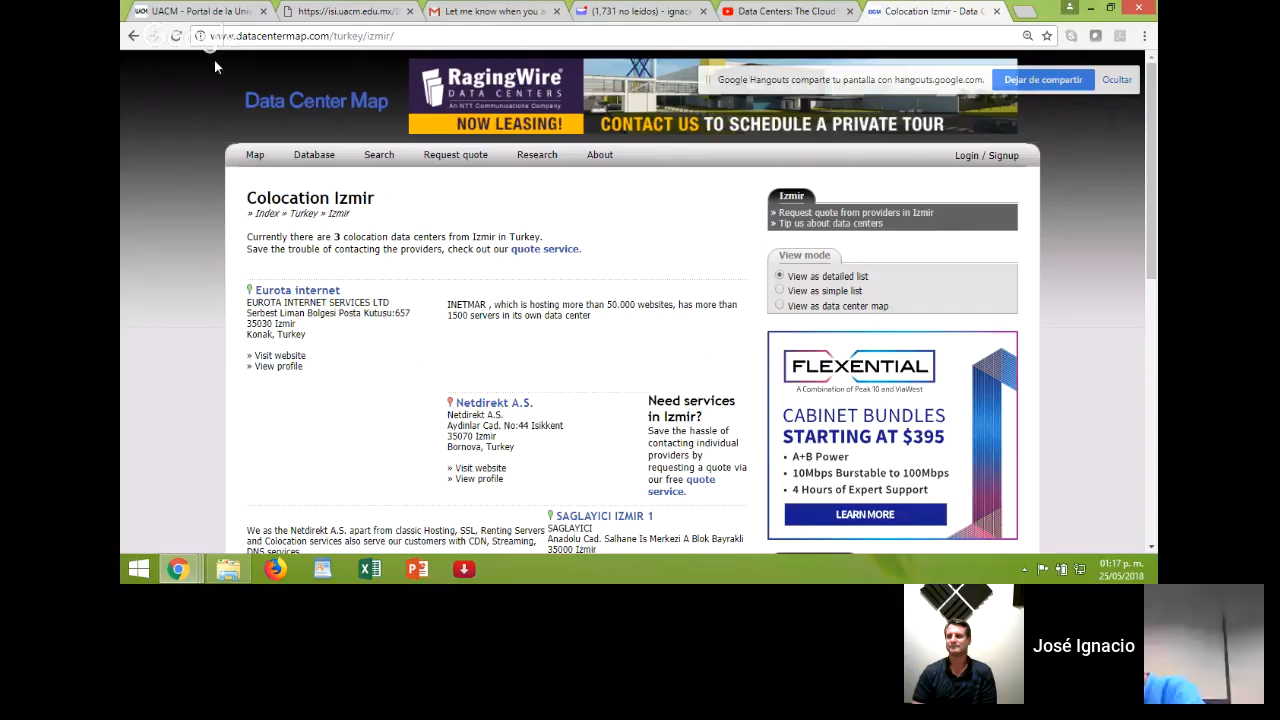 UACM - Portal de la Univ
https://isi.uacm.edu.mx/B
Let me know when you a
(1,731 no leídos) - ignaci
Data Centers: The Cloud
Colocation Izmir - Data C
www.datacentermap.com/turkey/izmir/
Google Hangouts comparte tu pantalla con hangouts.google.com.
Dejar de compartir
Ocultar
Data Center Map
RagingWire
DATA CENTERS
An NTT Communications Company
NOW LEASING!
CONTACT US TO SCHEDULE A PRIVATE TOUR
Map Database Search Request quote Research About Login / Signup
Colocation Izmir
» Index » Turkey » Izmir
Currently there are 3 colocation data centers from Izmir in Turkey.
Save the trouble of contacting the providers, check out our quote service.
Eurota internet
EUROTA INTERNET SERVICES LTD
Serbest Liman Bolgesi Posta Kutusu:657
35030 Izmir
Konak, Turkey
» Visit website
» View profile
INETMAR , which is hosting more than 50.000 websites, has more than
1500 servers in its own data center
Netdirekt A.S.
Netdirekt A.S.
Aydinlar Cad. No:44 Isikkent
35070 Izmir
Bornova, Turkey
» Visit website
» View profile
Need services
in Izmir?
Save the hassle of
contacting individual
providers by
requesting a quote via
our free quote
service.
We as the Netdirekt A.S. apart from classic Hosting, SSL, Renting Servers
and Colocation services also serve our customers with CDN, Streaming,
DNS services
SAGLAYICI IZMIR 1
SAGLAYICI
Anadolu Cad. Salhane Is Merkezi A Blok Bayrakli
35000 Izmir
Izmir
» Request quote from providers in Izmir
» Tip us about data centers
View mode
View as detailed list
View as simple list
View as data center map
FLEXENTIAL
A Combination of Peak 10 and ViaWest
CABINET BUNDLES
STARTING AT $395
• A+B Power
• 10Mbps Burstable to 100Mbps
• 4 Hours of Expert Support
LEARN MORE
01:17 p. m.
25/05/2018
José Ignacio